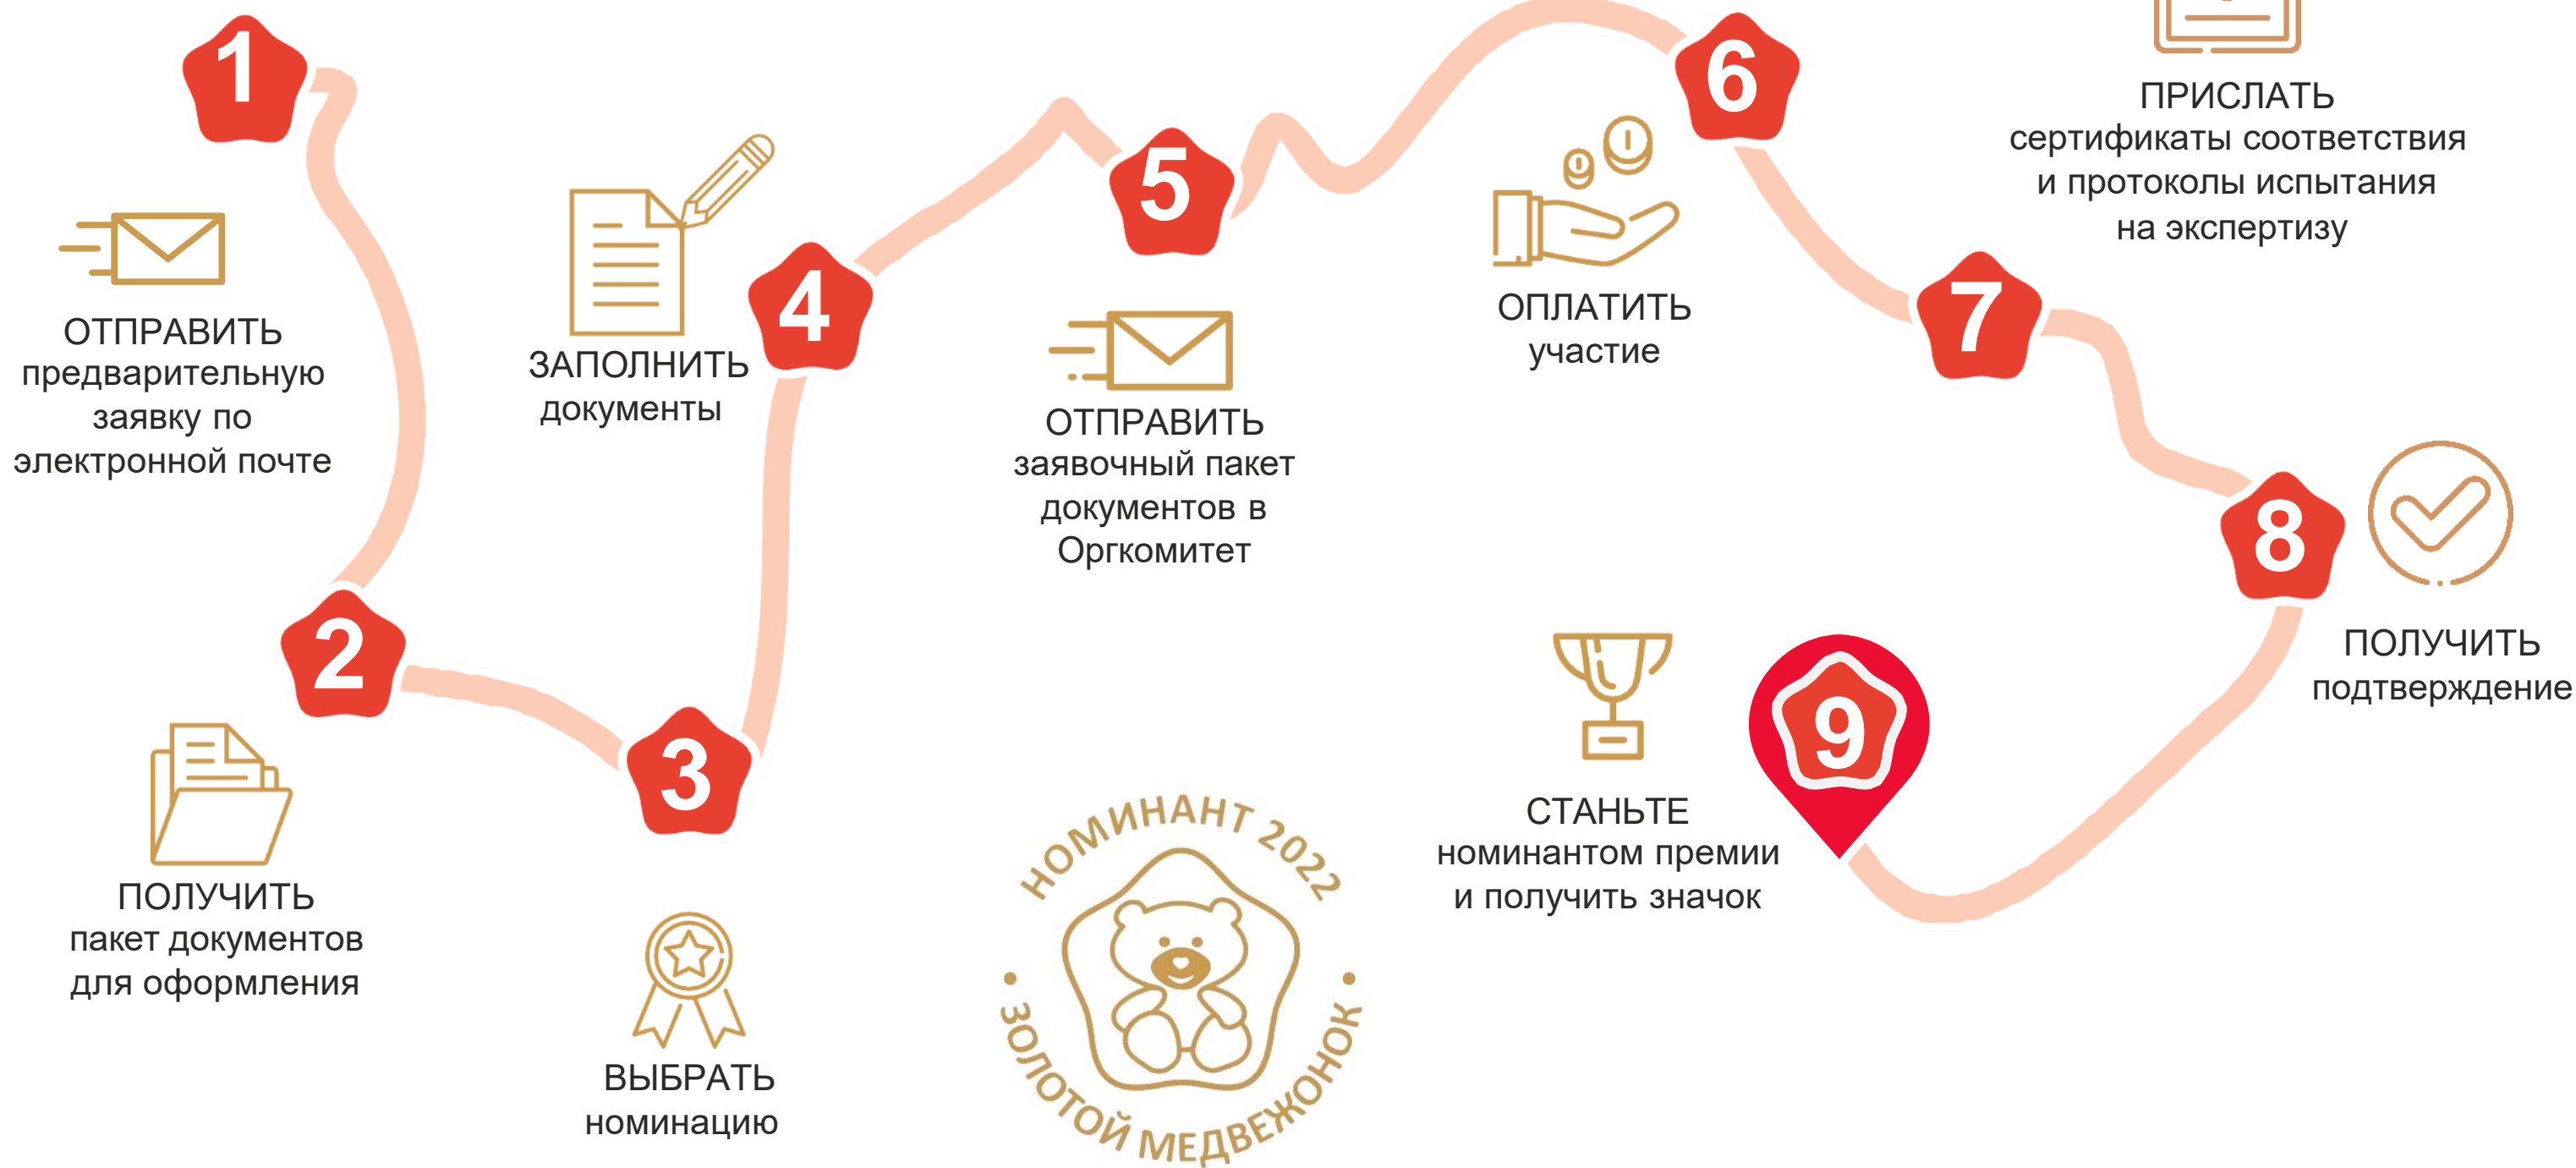 1
ОТПРАВИТЬ
предварительную
заявку по
электронной почте
2
ПОЛУЧИТЬ
пакет документов
для оформления
3
ВЫБРАТЬ
номинацию
4
ЗАПОЛНИТЬ
документы
5
ОТПРАВИТЬ
заявочный пакет
документов в
Оргкомитет
6
ОПЛАТИТЬ
участие
7
ПРИСЛАТЬ
сертификаты соответствия
и протоколы испытания
на экспертизу
8
ПОЛУЧИТЬ
подтверждение
9
СТАНЬТЕ
номинантом премии
и получить значок
НОМИНАНТ 2022
• ЗОЛОТОЙ МЕДВЕЖОНОК •